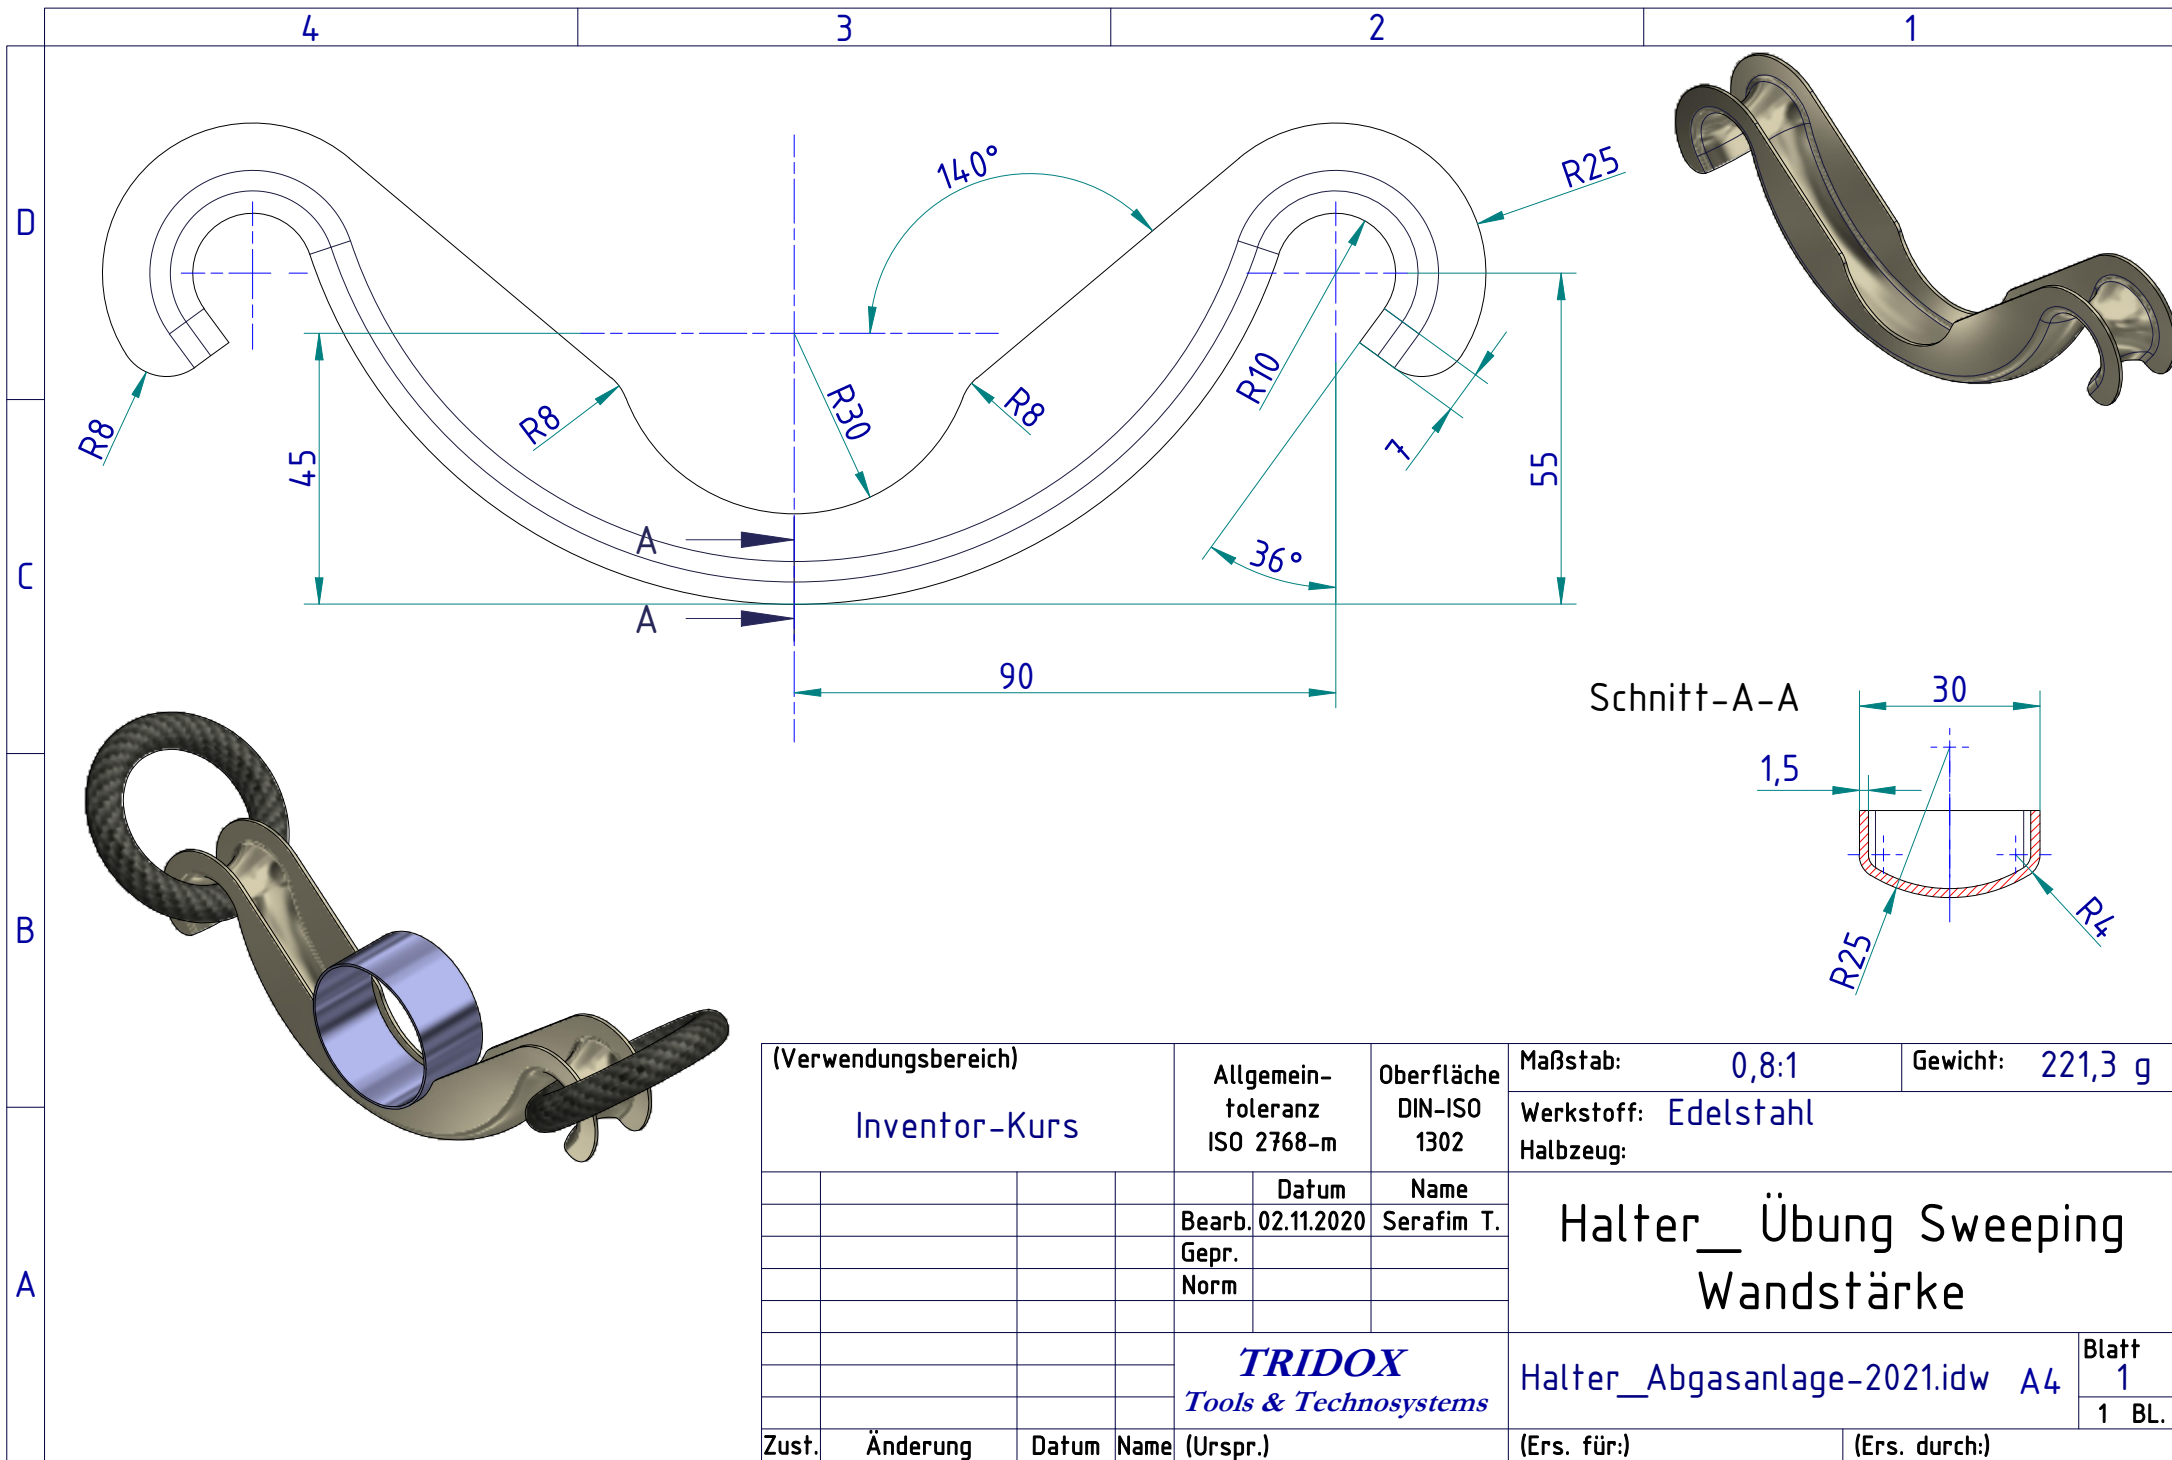 4 3 2 1
D
C
B
A
140°
R25
R8
R8
R30
R8
R10
45
7
55
36°
A
A
90
Schnitt-A-A
30
1,5
R25
R4
(Verwendungsbereich)
Inventor-Kurs
Allgemein-
toleranz
ISO 2768-m
Oberfläche
DIN-ISO
1302
Maßstab: 0,8:1
Gewicht: 221,3 g
Werkstoff: Edelstahl
Halbzeug:
Datum Name
Bearb. 02.11.2020 Serafim T.
Gepr.
Norm
Halter_ Übung Sweeping
Wandstärke
TRIDOX
Tools & Technosystems
Halter_Abgasanlage-2021.idw A4
Blatt
1
1 BL.
Zust. Änderung Datum Name (Urspr.) (Ers. für:) (Ers. durch:)